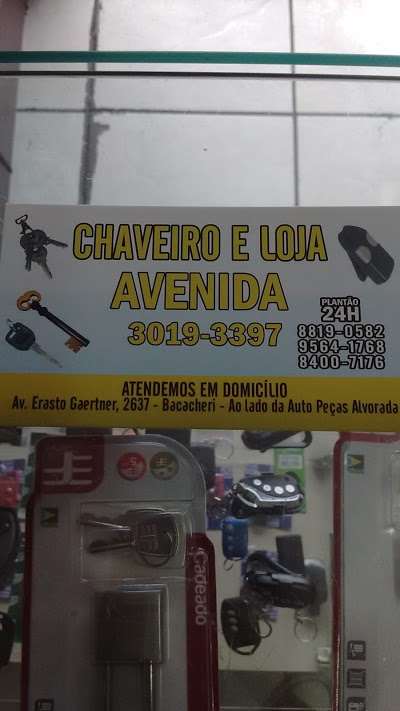 CHAVEIRO E LOJA
AVENIDA
3019-3397
PLANTÃO
24H
8819-0582
9564-1768
8400-7176
ATENDEMOS EM DOMICÍLIO
Av. Erasto Gaertner, 2637 - Bacacheri - Ao lado da Auto Peças Alvorada
Cadeado